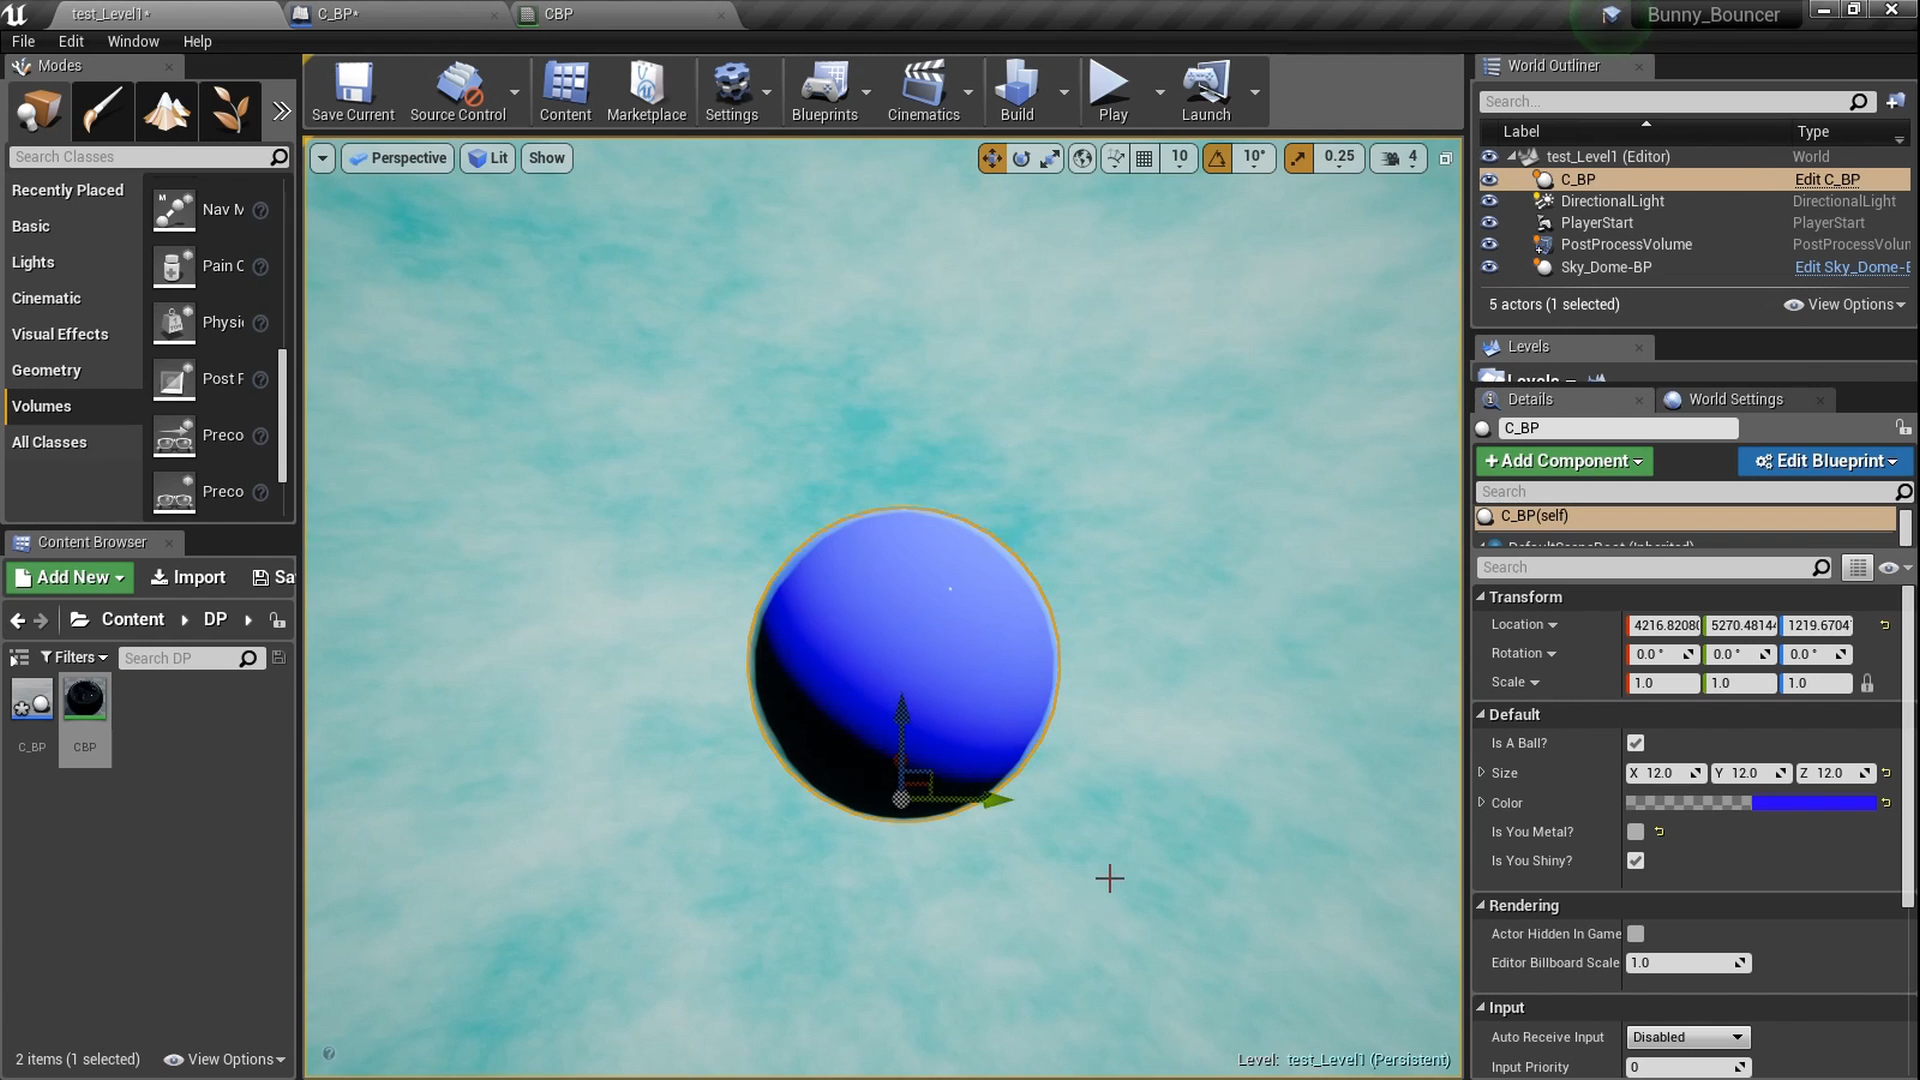 test_Level1*
C_BP*
CBP
Bunny_Bouncer
File
Edit
Window
Help
Modes
Search Classes
Recently Placed
Basic
Lights
Cinematic
Visual Effects
Geometry
Volumes
All Classes
Nav M
Pain C
Physi
Post F
Preco
Preco
Content Browser
Add New
Import
Sa
Content
DP
Filters
Search DP
C_BP
CBP
2 items (1 selected)
View Options
Save Current
Source Control
Content
Marketplace
Settings
Blueprints
Cinematics
Build
Play
Launch
Perspective
Lit
Show
10
10°
0.25
4
Level: test_Level1 (Persistent)
World Outliner
Search...
Label
Type
test_Level1 (Editor)
World
C_BP
Edit C_BP
DirectionalLight
DirectionalLight
PlayerStart
PlayerStart
PostProcessVolume
PostProcessVolur
Sky_Dome-BP
Edit Sky_Dome-E
5 actors (1 selected)
View Options
Levels
Levels
Details
World Settings
C_BP
+Add Component
Edit Blueprint
Search
C_BP(self)
DefaultSceneRoot (Inherited)
Search
Transform
Location
4216.8208
5270.4814
1219.6704
Rotation
0.0 °
0.0 °
0.0 °
Scale
1.0
1.0
1.0
Default
Is A Ball?
Size
X 12.0
Y 12.0
Z 12.0
Color
Is You Metal?
Is You Shiny?
Rendering
Actor Hidden In Game
Editor Billboard Scale
1.0
Input
Auto Receive Input
Disabled
Input Priority
0